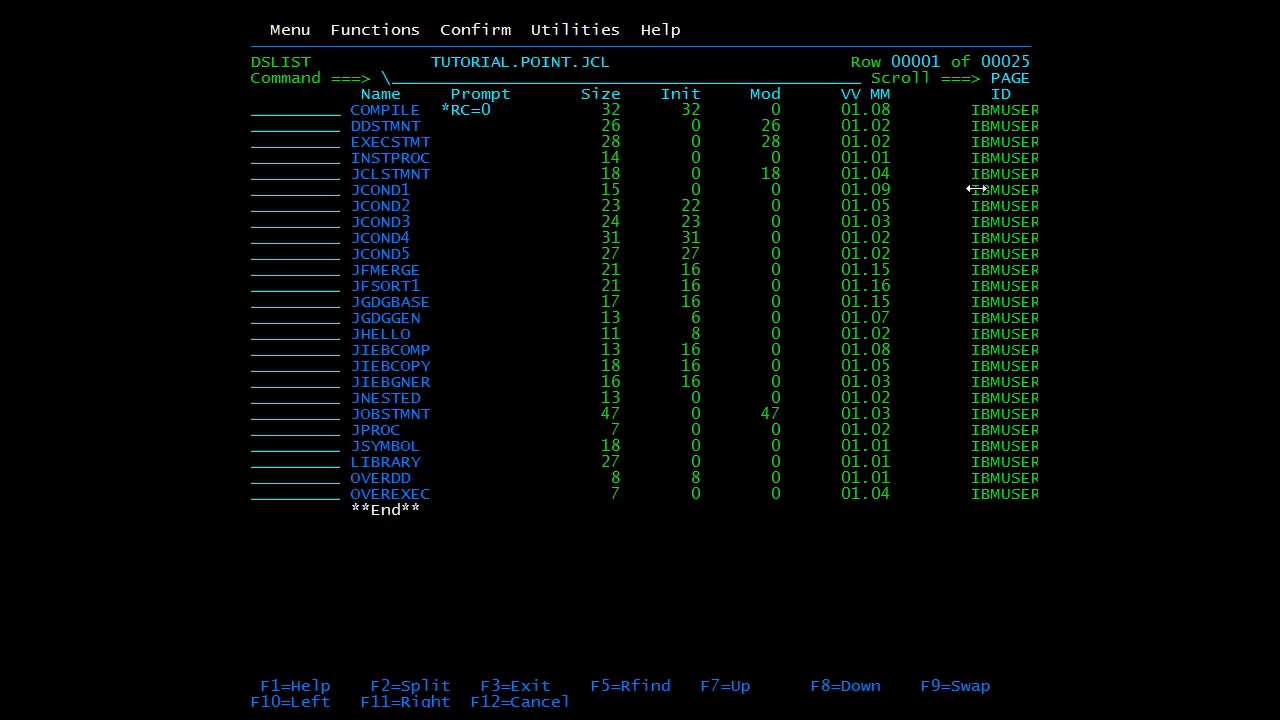 Menu Functions Confirm Utilities Help
DSLIST TUTORIAL.POINT.JCL Row 00001 of 00025
Command ===> \ Scroll ===> PAGE
Name Prompt Size Init Mod VV MM ID
COMPILE *RC=0 32 32 0 01.08 IBMUSER
DDSTMNT 26 0 26 01.02 IBMUSER
EXECSTMT 28 0 28 01.02 IBMUSER
INSTPROC 14 0 0 01.01 IBMUSER
JCLSTMNT 18 0 18 01.04 IBMUSER
JCOND1 15 0 0 01.09 IBMUSER
JCOND2 23 22 0 01.05 IBMUSER
JCOND3 24 23 0 01.03 IBMUSER
JCOND4 31 31 0 01.02 IBMUSER
JCOND5 27 27 0 01.02 IBMUSER
JFMERGE 21 16 0 01.15 IBMUSER
JFSORT1 21 16 0 01.16 IBMUSER
JGDGBASE 17 16 0 01.15 IBMUSER
JGDGGEN 13 6 0 01.07 IBMUSER
JHELLO 11 8 0 01.02 IBMUSER
JIEBCOMP 13 16 0 01.08 IBMUSER
JIEBCOPY 18 16 0 01.05 IBMUSER
JIEBGNER 16 16 0 01.03 IBMUSER
JNESTED 13 0 0 01.02 IBMUSER
JOBSTMNT 47 0 47 01.03 IBMUSER
JPROC 7 0 0 01.02 IBMUSER
JSYMBOL 18 0 0 01.01 IBMUSER
LIBRARY 27 0 0 01.01 IBMUSER
OVERDD 8 8 0 01.01 IBMUSER
OVEREXEC 7 0 0 01.04 IBMUSER
**End**
F1=Help F2=Split F3=Exit F5=Rfind F7=Up F8=Down F9=Swap
F10=Left F11=Right F12=Cancel